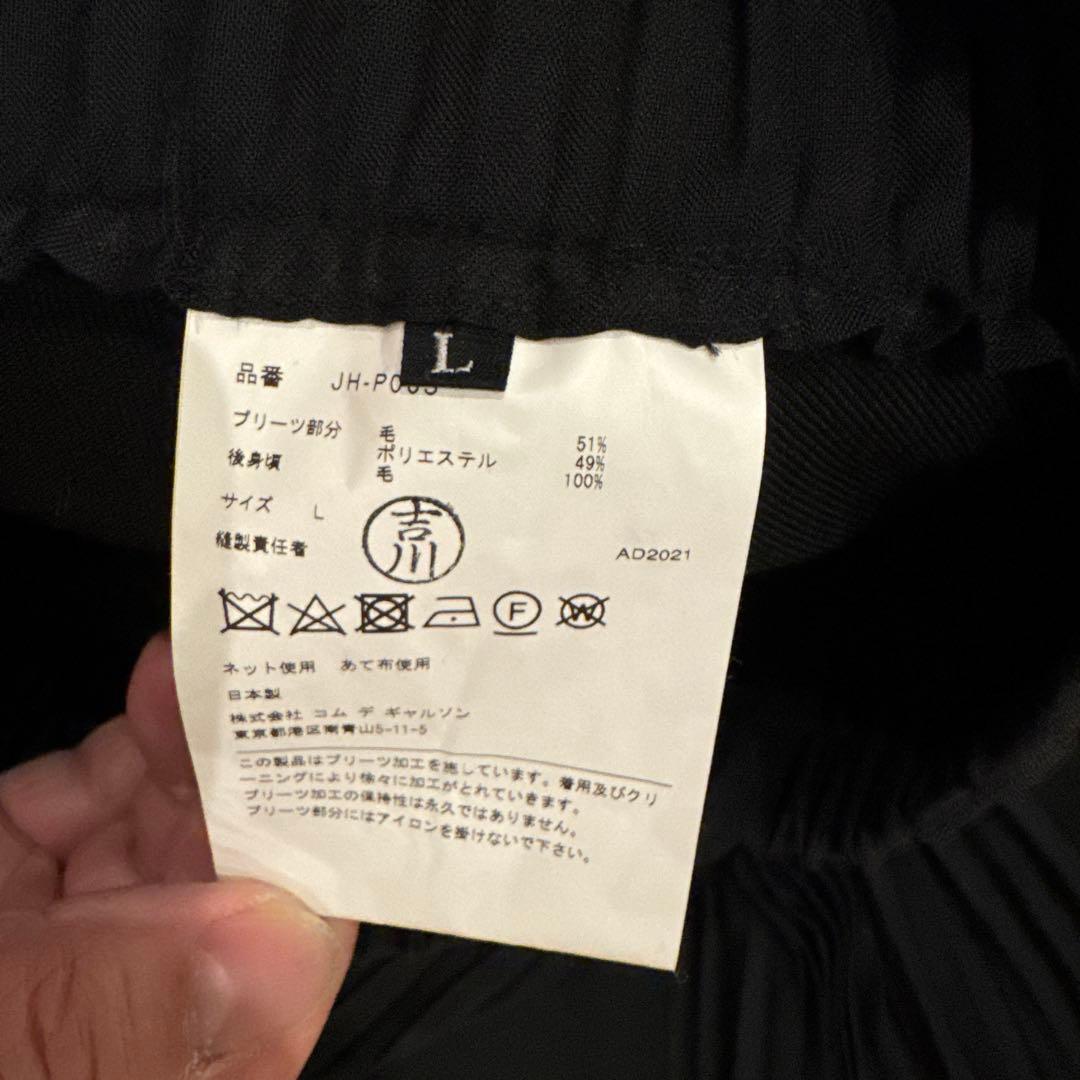 L
品番 JH-P
プリーツ部分 毛 51%
ポリエステル 49%
後身頃 毛 100%
サイズ L
縫製責任者 吉川 AD2021
F W
ネット使用 あて布使用
日本製
株式会社 コム デ ギャルソン
東京都港区南青山5-11-5
この製品はプリーツ加工を施しています。着用及びクリ
ーニングにより徐々に加工がとれていきます。
プリーツ加工の保持性は永久ではありません。
プリーツ部分にはアイロンを掛けないで下さい。